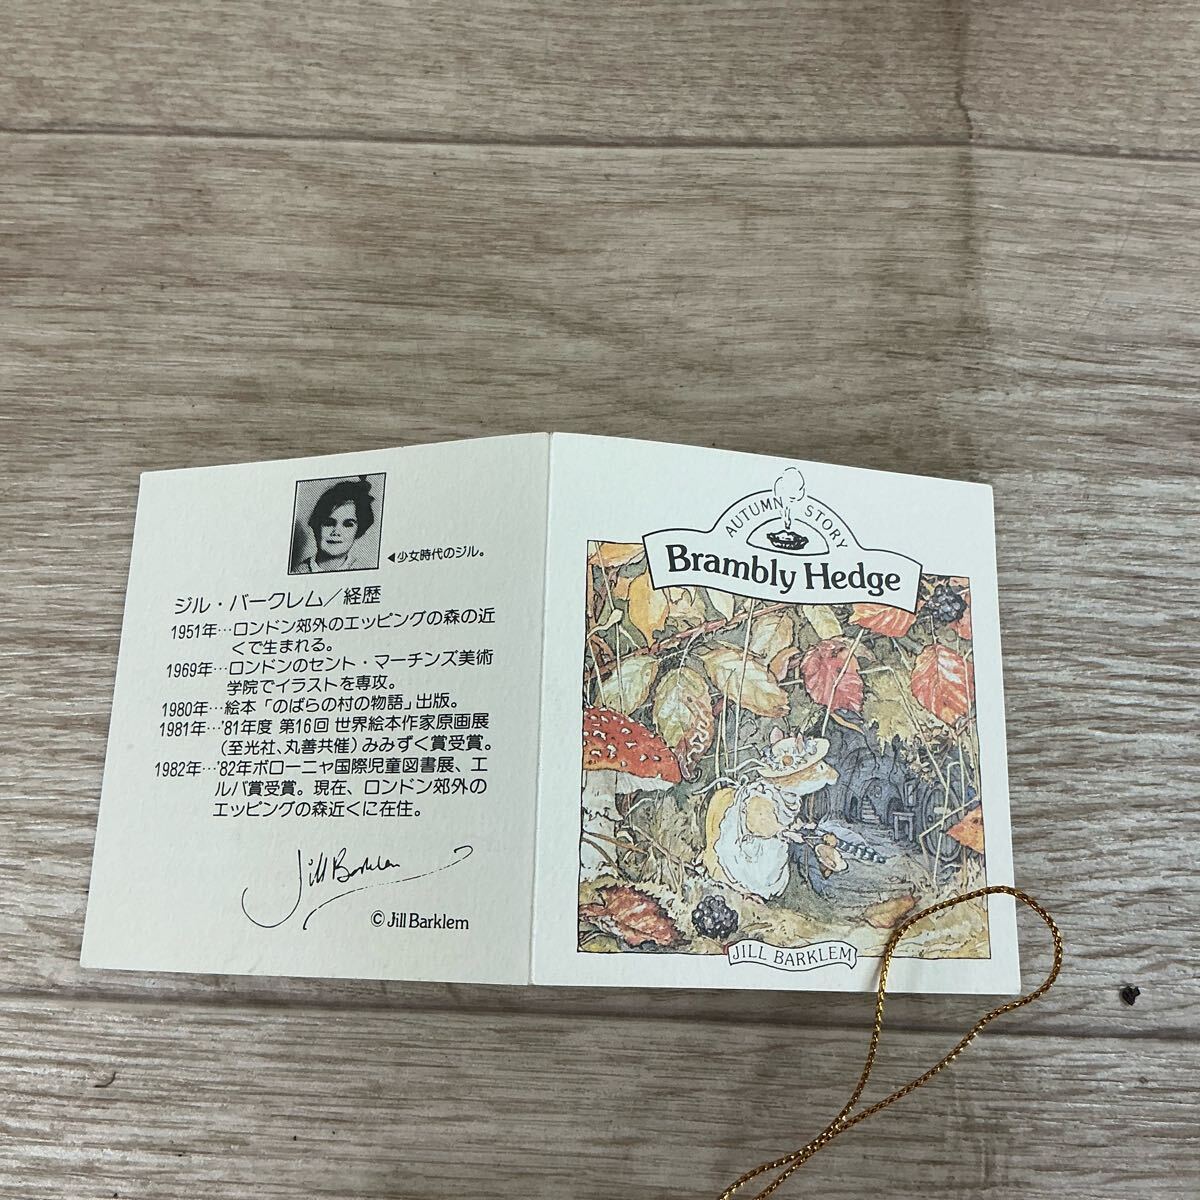 ◀少女時代のジル。
ジル・バークレム／経歴
1951年…ロンドン郊外のエッピングの森の近
くで生まれる。
1969年…ロンドンのセント・マーチンズ美術
学院でイラストを専攻。
1980年…絵本「のばらの村の物語」出版。
1981年…'81年度 第16回 世界絵本作家原画展
（至光社、丸善共催）みみずく賞受賞。
1982年…'82年ボローニャ国際児童図書展、エ
ルバ賞受賞。現在、ロンドン郊外の
エッピングの森近くに在住。
Jill Barklem
© Jill Barklem
AUTUMN STORY
Brambly Hedge
JILL BARKLEM